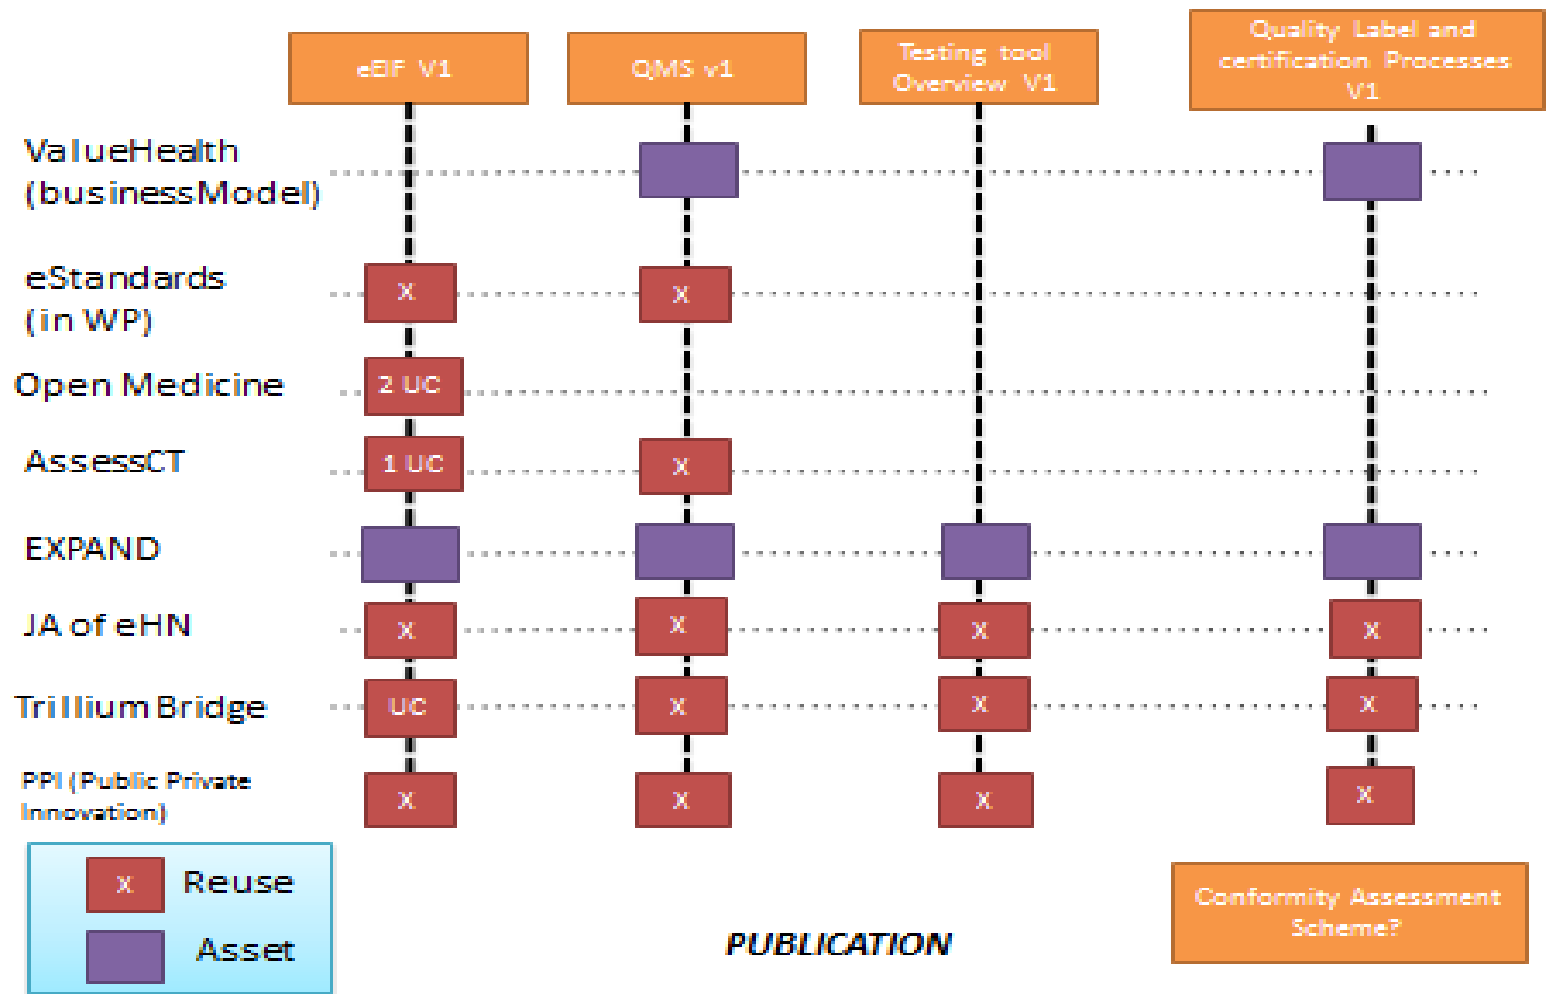 eEIF V1
QMS v1
Testing tool
Overview V1
Quality Label and
certification Processes
V1
ValueHealth
(businessModel)
eStandards
(in WP)
X
X
Open Medicine
2 UC
AssessCT
1 UC
X
EXPAND
JA of eHN
X
X
X
X
Trillium Bridge
UC
X
X
X
PPI (Public Private
Innovation)
X
X
X
X
X
Reuse
Asset
PUBLICATION
Conformity Assessment
Scheme?